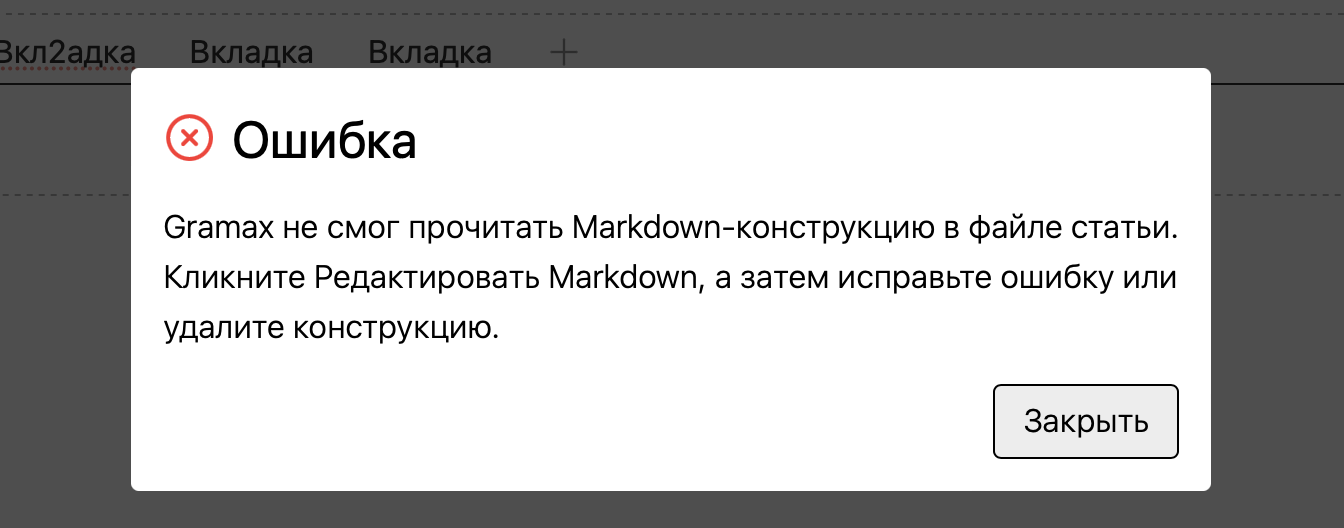 Вкл2адка Вкладка Вкладка
Ошибка
Gramax не смог прочитать Markdown-конструкцию в файле статьи.
Кликните Редактировать Markdown, а затем исправьте ошибку или
удалите конструкцию.
Закрыть